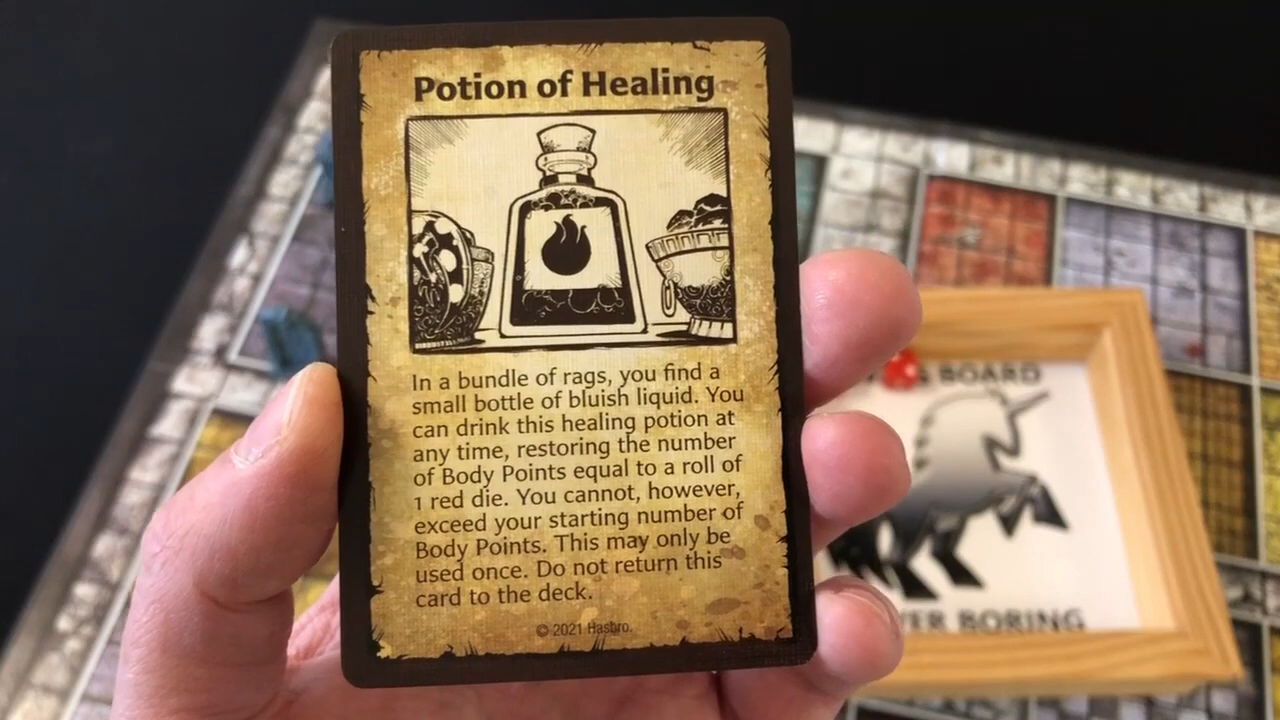 Potion of Healing
In a bundle of rags, you find a
small bottle of bluish liquid. You
can drink this healing potion at
any time, restoring the number
of Body Points equal to a roll of
1 red die. You cannot, however,
exceed your starting number of
Body Points. This may only be
used once. Do not return this
card to the deck.
© 2021 Hasbro.
BOARD
BORING